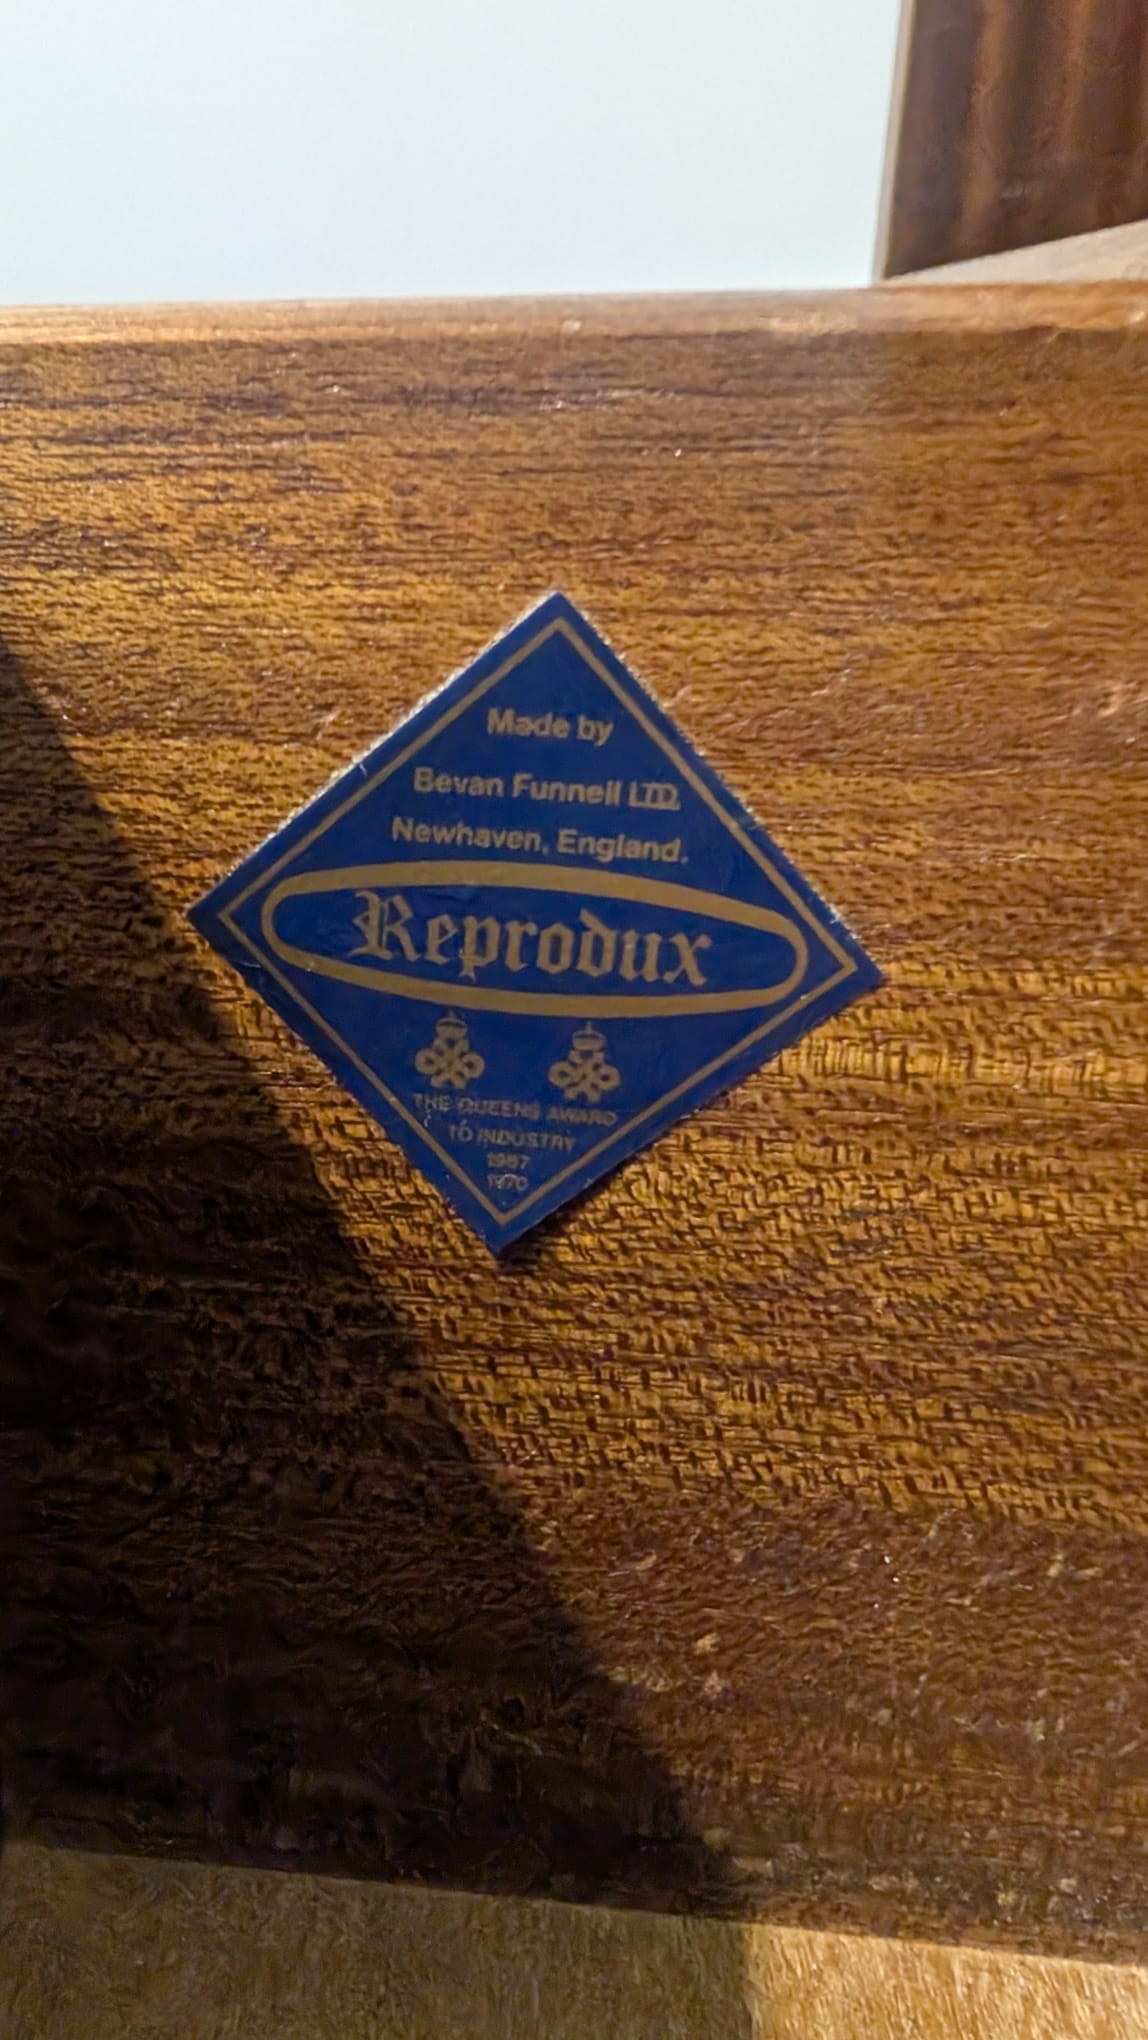 Made by
Bevan Funnell LTD
Newhaven, England.
Reprodux
THE QUEENS AWARD
TO INDUSTRY
1967
1970